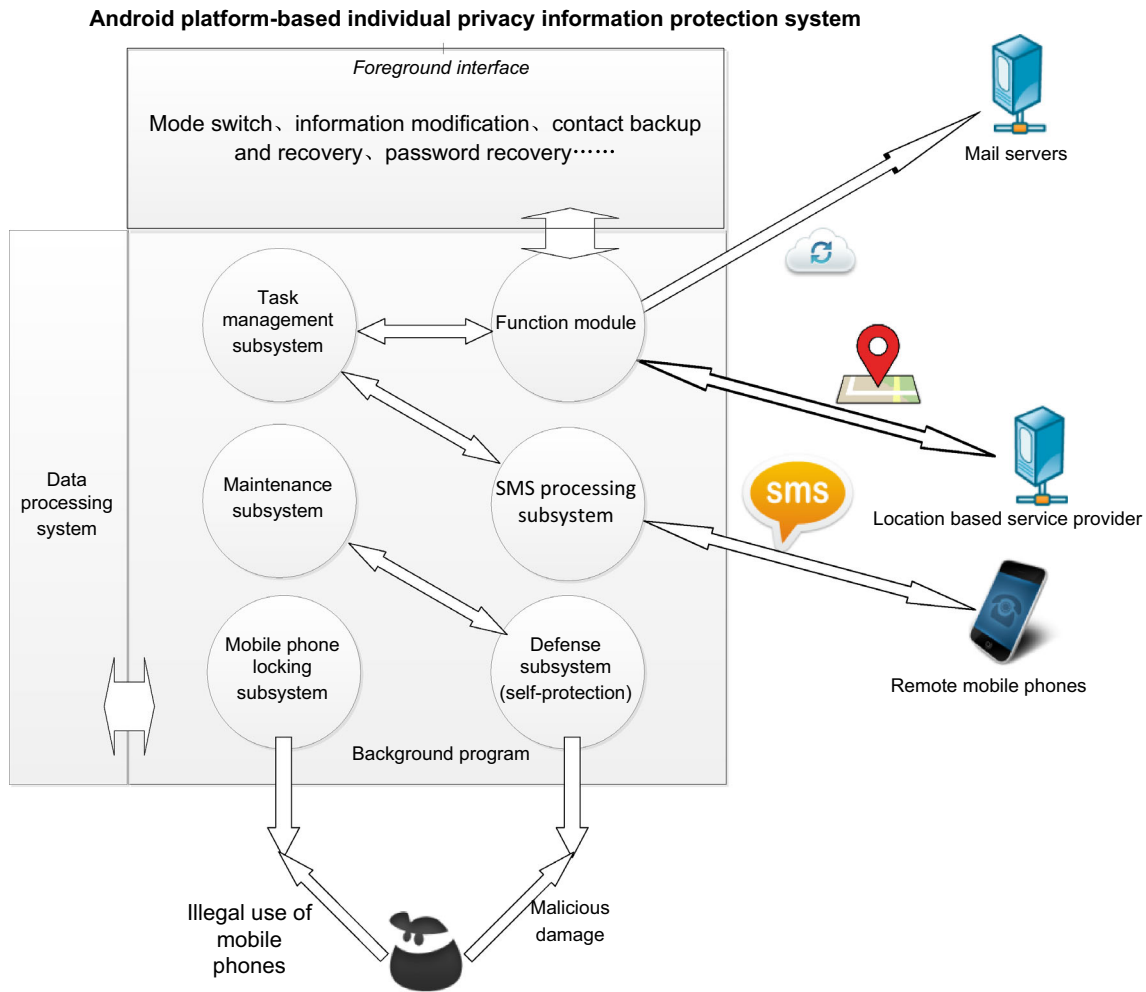 Android platform-based individual privacy information protection system
Foreground interface
Mode switch、information modification、contact backup
and recovery、password recovery……
Mail servers
Task
management
subsystem
Function module
Data
processing
system
Maintenance
subsystem
SMS processing
subsystem
sms
Location based service provider
Mobile phone
locking
subsystem
Defense
subsystem
(self-protection)
Remote mobile phones
Background program
Illegal use of
mobile
phones
Malicious
damage